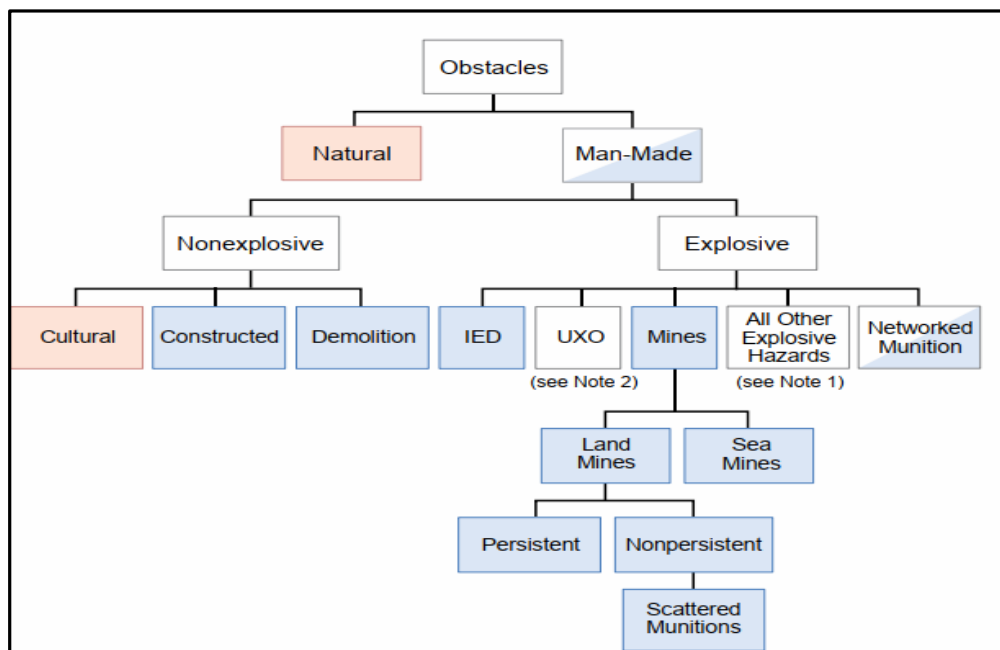 Obstacles
Natural
Man-Made
Nonexplosive
Explosive
Cultural
Constructed
Demolition
IED
UXO
Mines
All Other
Explosive
Hazards
Networked
Munition
(see Note 2)
(see Note 1)
Land
Mines
Sea
Mines
Persistent
Nonpersistent
Scattered
Munitions